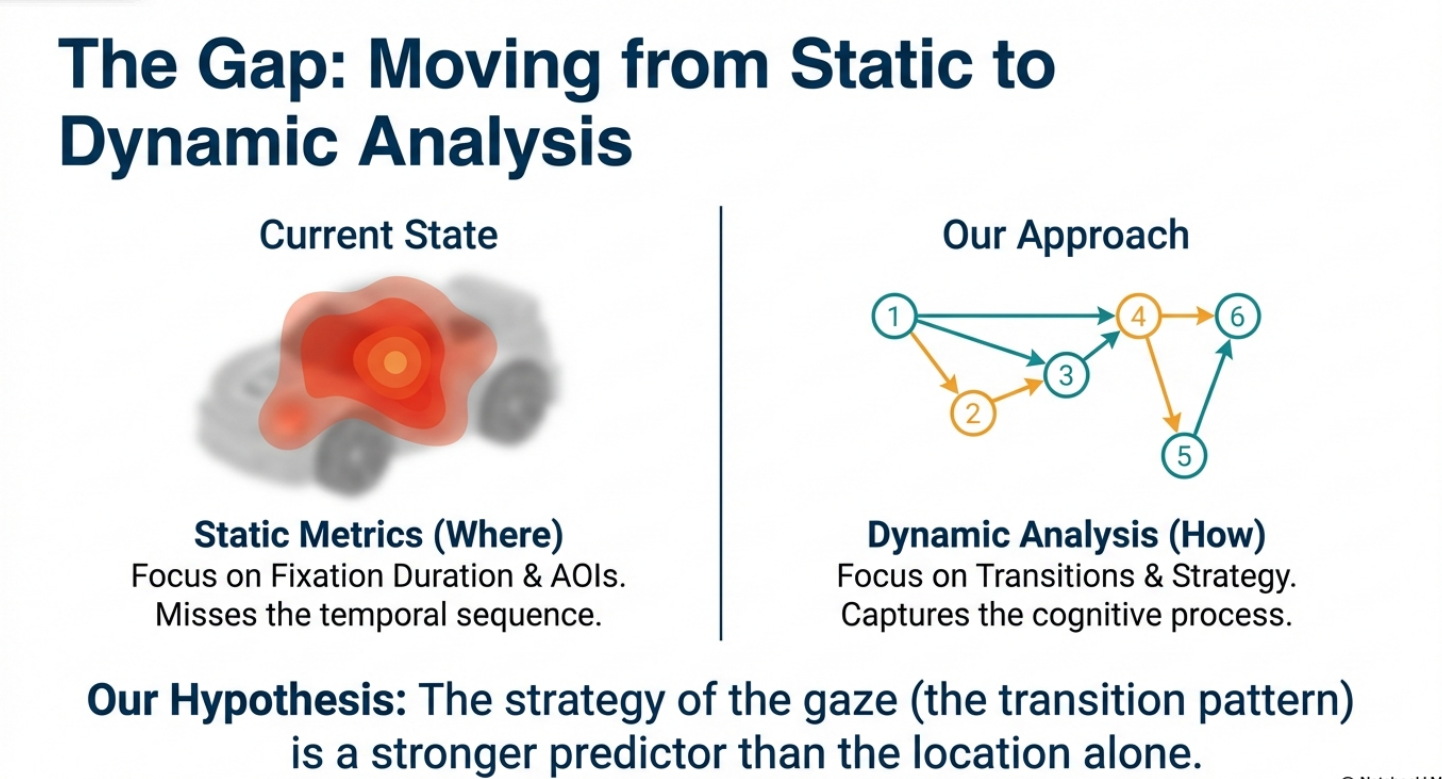 The Gap: Moving from Static to
Dynamic Analysis
Current State
Static Metrics (Where)
Focus on Fixation Duration & AOIs.
Misses the temporal sequence.
Our Approach
1
2
3
4
5
6
Dynamic Analysis (How)
Focus on Transitions & Strategy.
Captures the cognitive process.
Our Hypothesis: The strategy of the gaze (the transition pattern)
is a stronger predictor than the location alone.